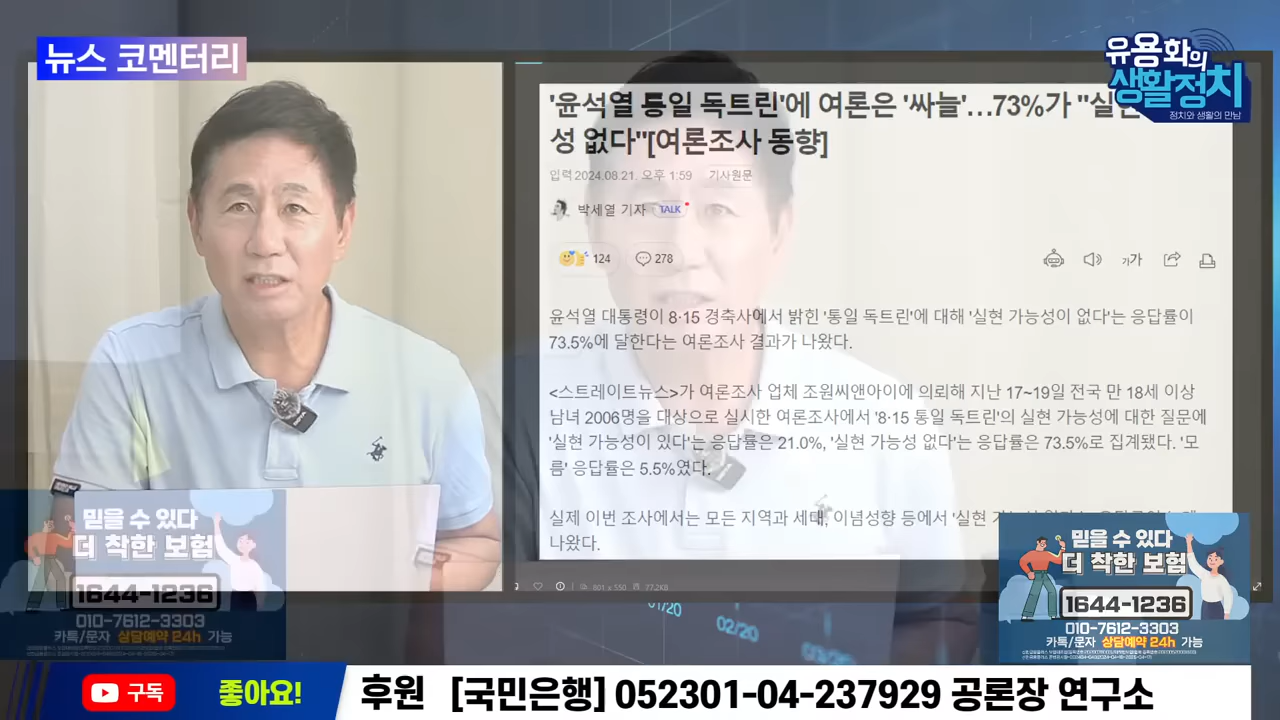 뉴스 코멘터리
유용화의
생활정치
정치와 생활의 만남
'윤석열 통일 독트린'에 여론은 '싸늘'…73%가 "실현
성 없다"[여론조사 동향]
입력 2024.08.21. 오후 1:59 기사원문
박세열 기자 TALK
124 278
가가
윤석열 대통령이 8·15 경축사에서 밝힌 '통일 독트린'에 대해 '실현 가능성이 없다'는 응답률이
73.5%에 달한다는 여론조사 결과가 나왔다.
<스트레이트뉴스>가 여론조사 업체 조원씨앤아이에 의뢰해 지난 17~19일 전국 만 18세 이상
남녀 2006명을 대상으로 실시한 여론조사에서 '8·15 통일 독트린'의 실현 가능성에 대한 질문에
'실현 가능성이 있다'는 응답률은 21.0%, '실현 가능성 없다'는 응답률은 73.5%로 집계됐다. '모
름' 응답률은 5.5%였다.
실제 이번 조사에서는 모든 지역과 세대, 이념성향 등에서 '실현
나왔다.
801 x 550 77.2KB
01/20
02/20
믿을 수 있다
더 착한 보험
1644-1236
010-7612-3303
카톡/문자 상담예약 24h 가능
믿을 수 있다
더 착한 보험
1644-1236
010-7612-3303
카톡/문자 상담예약 24h 가능
구독 좋아요! 후원 [국민은행] 052301-04-237929 공론장 연구소